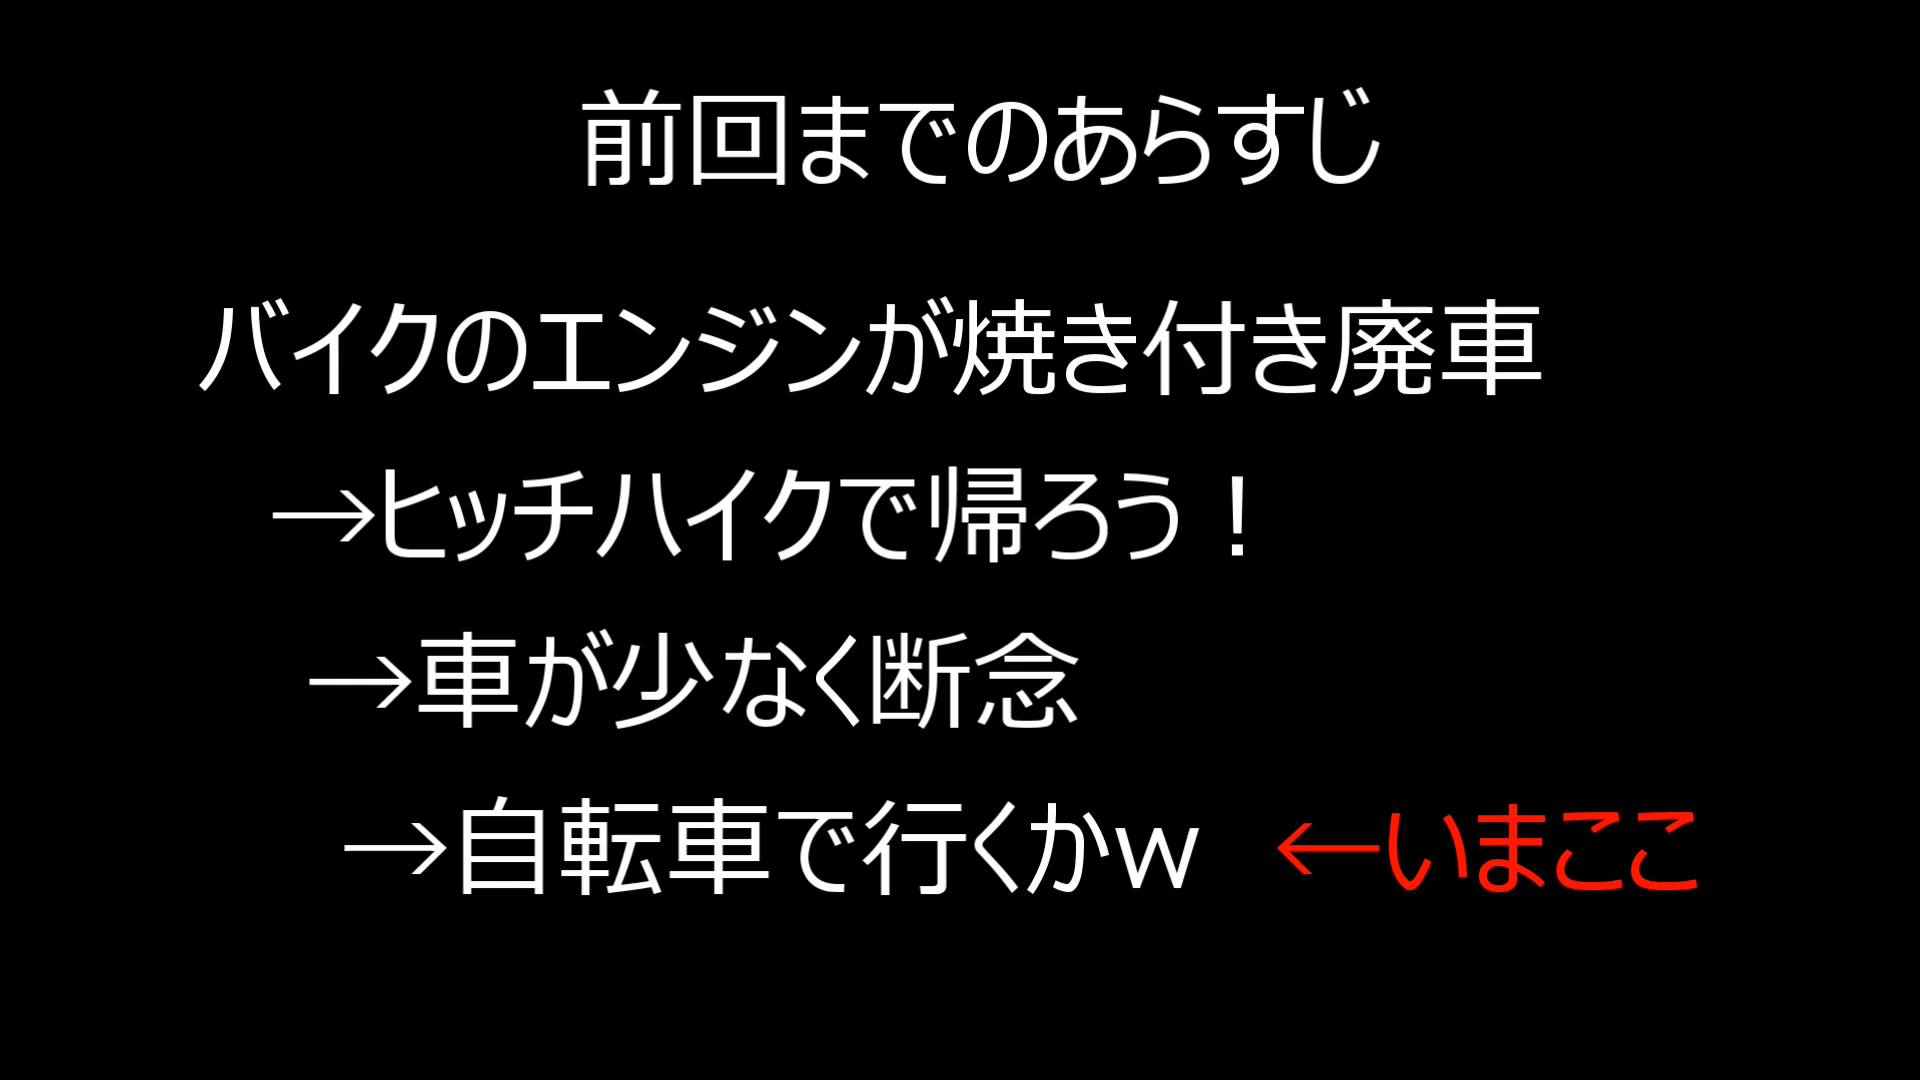 前回までのあらすじ
バイクのエンジンが焼き付き廃車
→ヒッチハイクで帰ろう！
→車が少なく断念
→自転車で行くかw ←いまここ